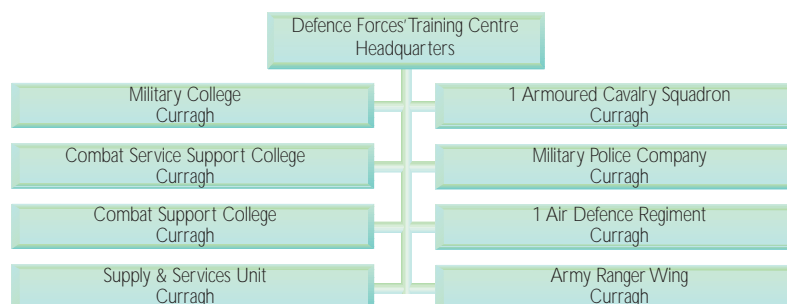 Defence Forces' Training Centre
Headquarters
Military College
Curragh
1 Armoured Cavalry Squadron
Curragh
Combat Service Support College
Curragh
Military Police Company
Curragh
Combat Support College
Curragh
1 Air Defence Regiment
Curragh
Supply & Services Unit
Curragh
Army Ranger Wing
Curragh